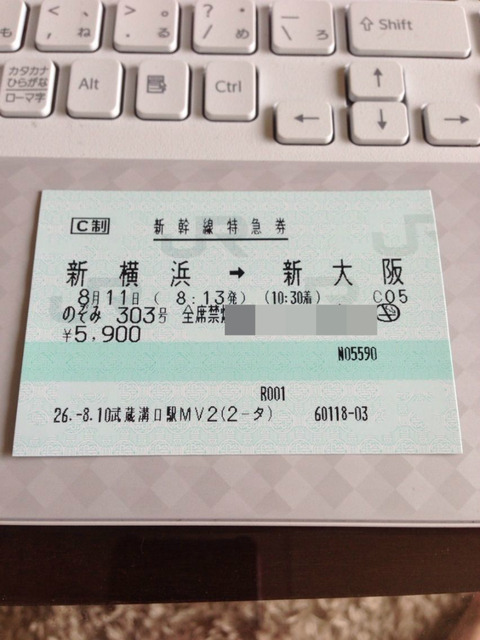 も < 、 ね > 。 る ? ・ / め _ \ ろ ⇧ Shift
カタカナ
ひらがな
ローマ字 Alt Ctrl ↑
← ↓ →
C制 新幹線特急券
新横浜 → 新大阪
8月11日 ( 8:13発) (10:30着) C05
のぞみ 303号 全席禁煙
¥5,900
N05590
R001
26.-8.10武蔵溝口駅MV2(2-タ) 60118-03